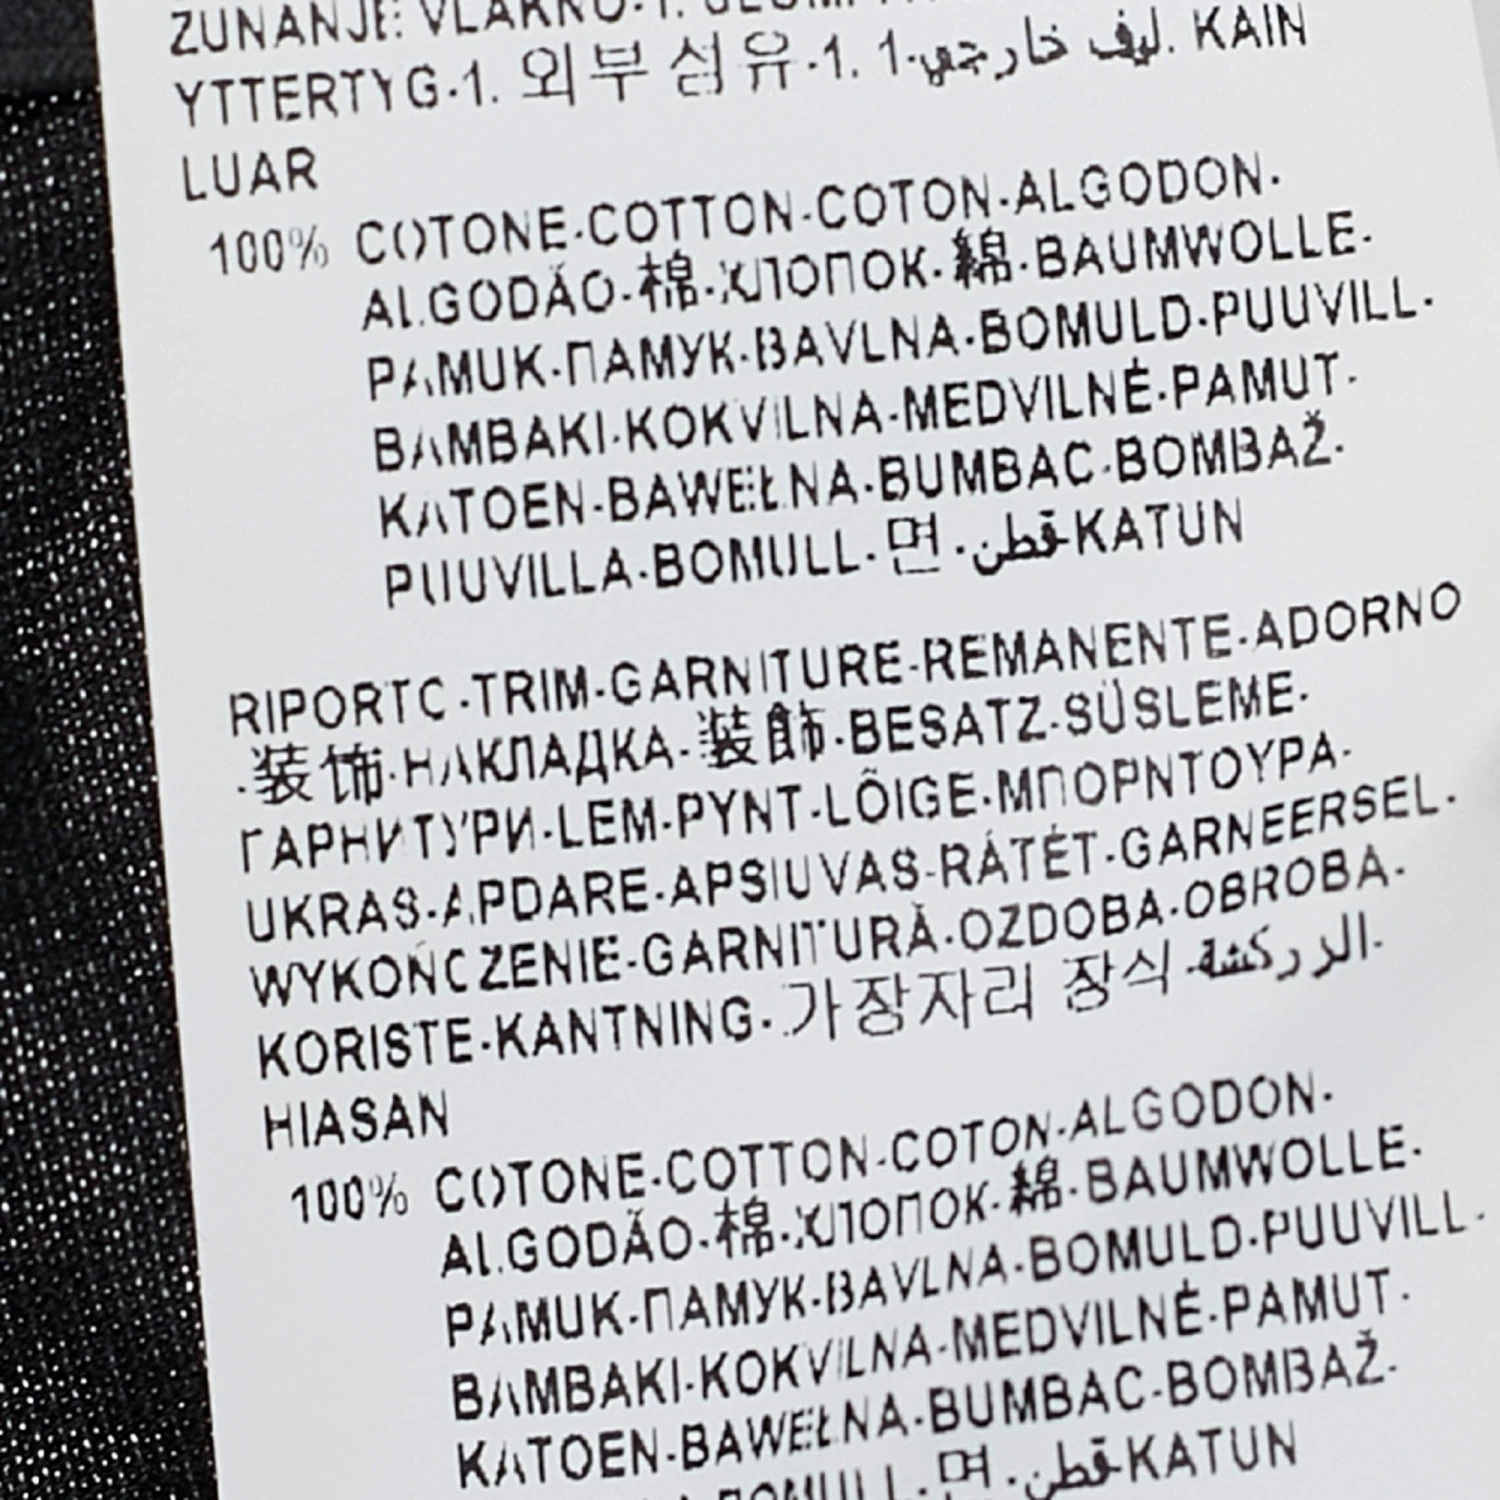 ZUNANJE: VLAKNO-1.
YTTERTYG-1. 외부 섬유-1. 1-ليف خارجي. KAIN
LUAR
100% COTONE-COTTON-COTON-ALGODON-
ALGODÃO-棉-ХЛОПОК-綿-BAUMWOLLE-
PAMUK-ПАМУК-BAVLNA-BOMULD-PUUVILL-
BAMBAKI-KOKVILNA-MEDVILNĖ-PAMUT-
KATOEN-BAWEŁNA-BUMBAC-BOMBAŽ-
PUUVILLA-BOMULL-면-قطن-KATUN
RIPORTO-TRIM-GARNITURE-REMANENTE-ADORNO
-装饰-НАКЛАДКА-装飾-BESATZ-SÜSLEME-
ГАРНИТУРИ-LEM-PYNT-LÕIGE-ΜΠΟΡΝΤΟΥΡΑ-
UKRAS-APDARE-APSIUVAS-RÁTÉT-GARNEERSEL-
WYKOŃCZENIE-GARNITURĂ-OZDOBA-OBROBA-
KORISTE-KANTNING-가장자리 장식-الزركشة-
HIASAN
100% COTONE-COTTON-COTON-ALGODON-
ALGODÃO-棉-ХЛОПОК-綿-BAUMWOLLE-
PAMUK-ПАМУК-BAVLNA-BOMULD-PUUVILL-
BAMBAKI-KOKVILNA-MEDVILNĖ-PAMUT-
KATOEN-BAWEŁNA-BUMBAC-BOMBAŽ-
BOMULL-면-قطن-KATUN